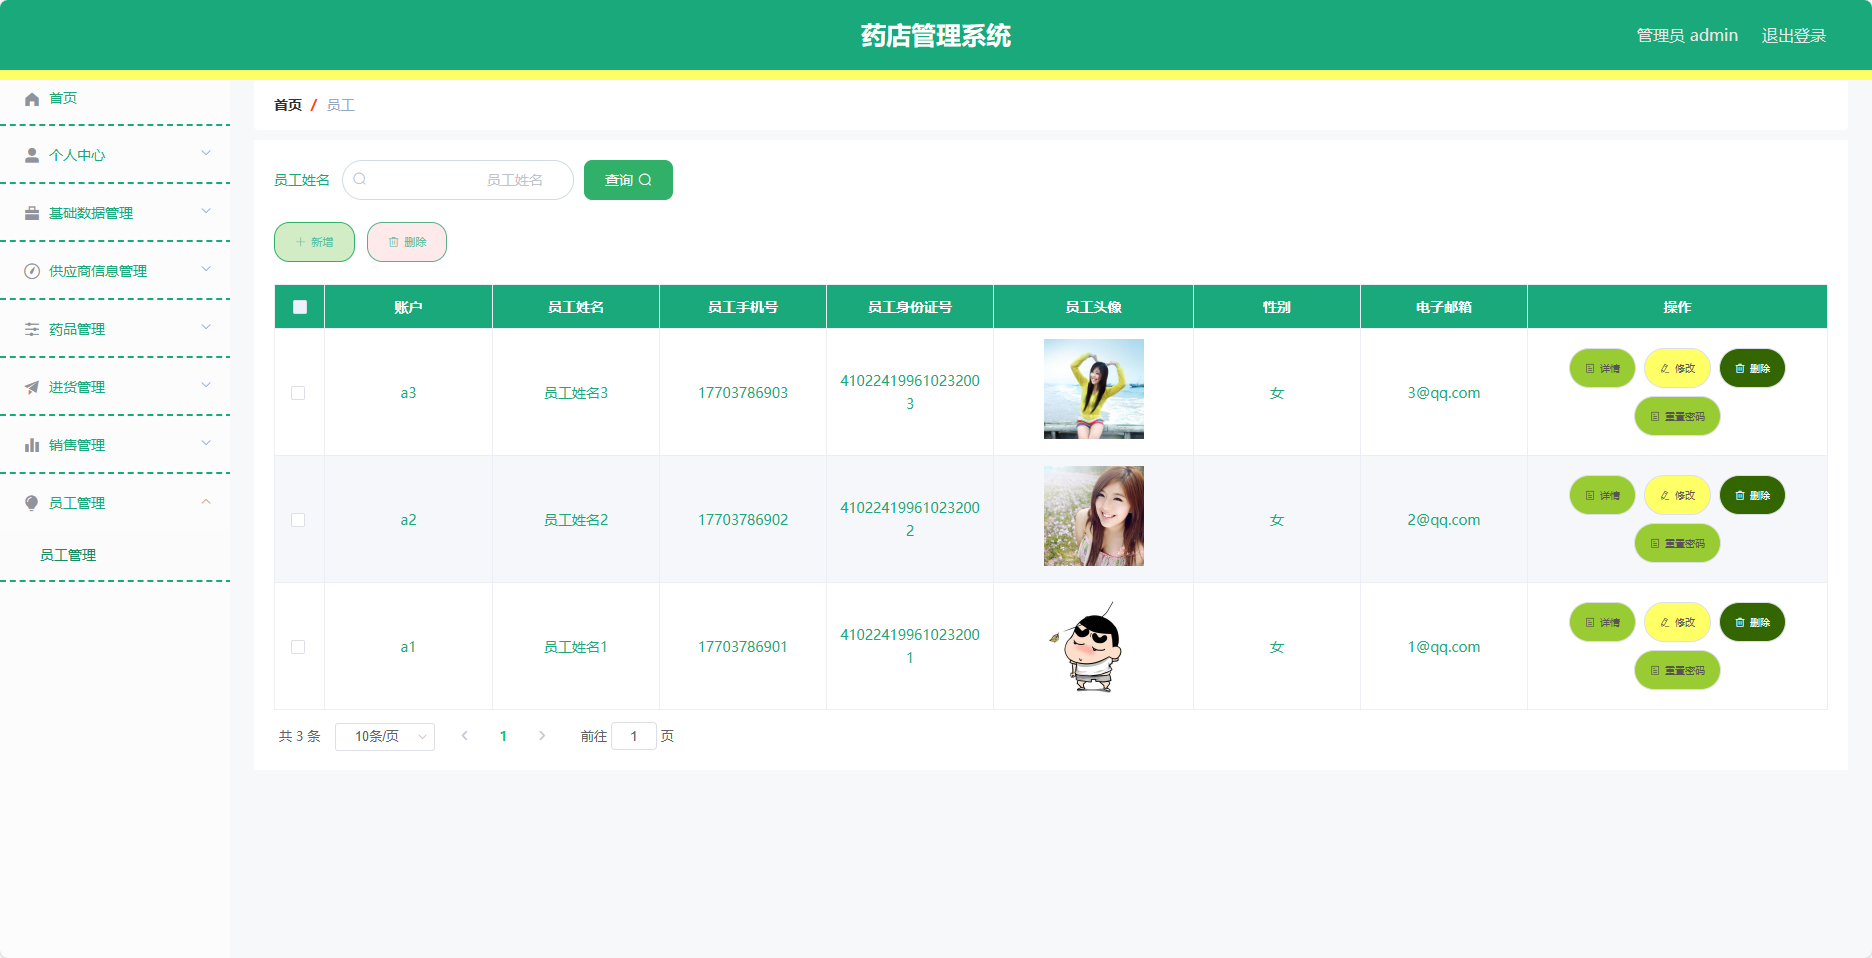 药店管理系统
管理员 admin 退出登录
首页
个人中心
基础数据管理
供应商信息管理
药品管理
进货管理
销售管理
员工管理
员工管理
首页 / 员工
员工姓名 员工姓名 查询
新增 删除
账户 员工姓名 员工手机号 员工身份证号 员工头像 性别 电子邮箱 操作
a3 员工姓名3 17703786903 41022419961023200
3 女 3@qq.com 详情 修改 删除
重置密码
a2 员工姓名2 17703786902 41022419961023200
2 女 2@qq.com 详情 修改 删除
重置密码
a1 员工姓名1 17703786901 41022419961023200
1 女 1@qq.com 详情 修改 删除
重置密码
共 3 条 10条/页 1 前往 1 页